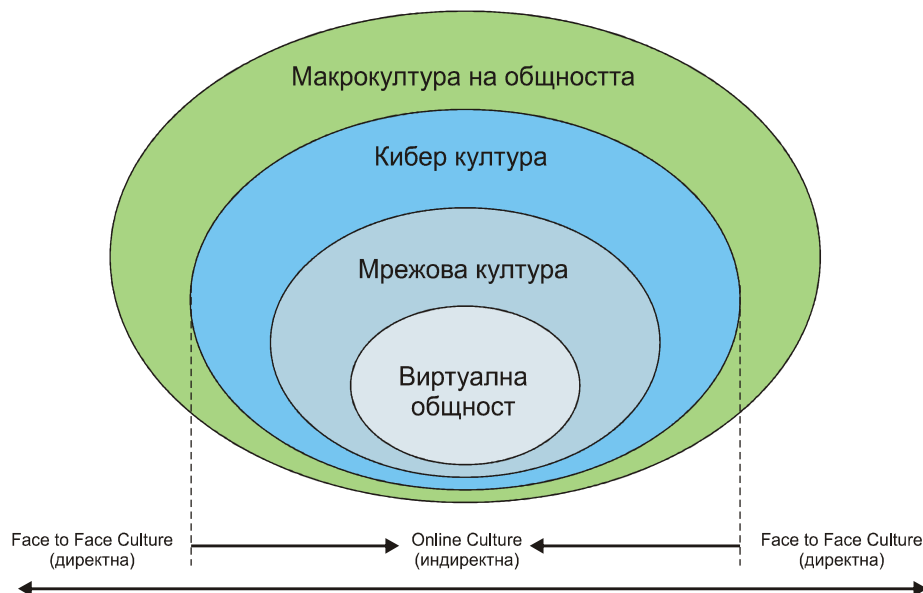 Макрокултура на общността
Кибер култура
Мрежова култура
Виртуална
общност
Face to Face Culture
(директна)
Online Culture
(индиректна)
Face to Face Culture
(директна)